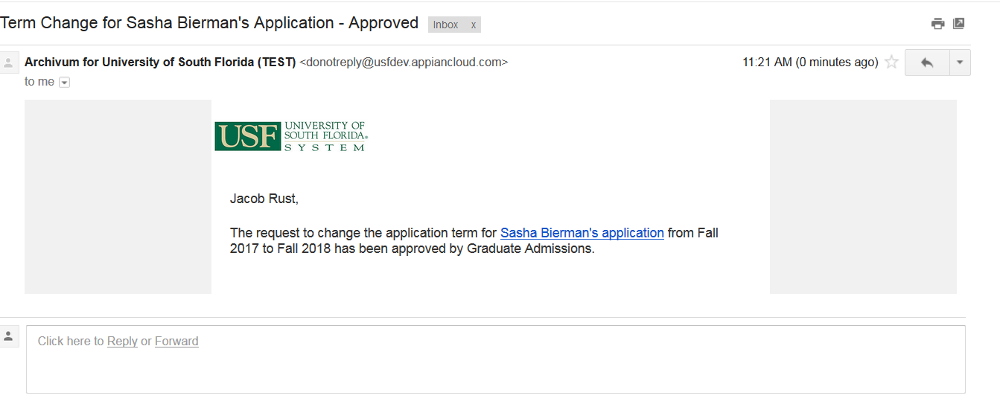 Term Change for Sasha Bierman's Application - Approved Inbox x
Archivum for University of South Florida (TEST) <donotreply@usfdev.appiancloud.com> 11:21 AM (0 minutes ago)
to me
USF UNIVERSITY OF
SOUTH FLORIDA®
SYSTEM
Jacob Rust,
The request to change the application term for Sasha Bierman's application from Fall
2017 to Fall 2018 has been approved by Graduate Admissions.
Click here to Reply or Forward